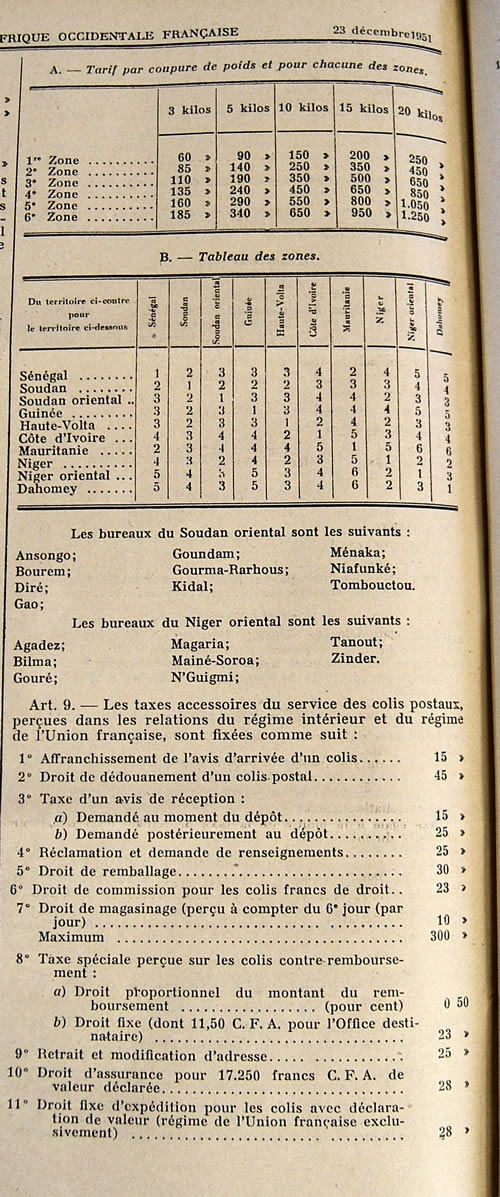 FRIQUE OCCIDENTALE FRANÇAISE 23 décembre 1951
A. — Tarif par coupure de poids et pour chacune des zones.
3 kilos 5 kilos 10 kilos 15 kilos 20 kilos
1re Zone .......... 60 » 90 » 150 » 200 » 250 »
2e Zone .......... 85 » 140 » 250 » 350 » 450 »
3e Zone .......... 110 » 190 » 350 » 500 » 650 »
4e Zone .......... 135 » 240 » 450 » 650 » 850 »
5e Zone .......... 160 » 290 » 550 » 800 » 1.050 »
6e Zone .......... 185 » 340 » 650 » 950 » 1.250 »
B. — Tableau des zones.
Du territoire ci-contre
pour
le territoire ci-dessous
Sénégal Soudan Soudan oriental Guinée Haute-Volta Côte d'Ivoire Mauritanie Niger Niger oriental Dahomey
Sénégal ........ 1 2 3 3 3 4 2 4 5 5
Soudan ........ 2 1 2 2 2 3 3 3 4 4
Soudan oriental .. 3 2 1 3 3 4 4 2 3 3
Guinée .......... 3 2 3 1 3 4 4 4 5 5
Haute-Volta .... 3 2 3 3 1 2 4 2 3 3
Côte d'Ivoire ... 4 3 4 4 2 1 5 3 4 4
Mauritanie ..... 2 3 4 4 4 5 1 5 6 6
Niger .......... 4 3 2 4 2 3 5 1 2 2
Niger oriental ... 5 4 3 5 3 4 6 2 1 3
Dahomey ....... 5 4 3 5 3 4 6 2 3 1
Les bureaux du Soudan oriental sont les suivants :
Ansongo; Goundam; Ménaka;
Bourem; Gourma-Rarhous; Niafunké;
Diré; Kidal; Tombouctou.
Gao;
Les bureaux du Niger oriental sont les suivants :
Agadez; Magaria; Tanout;
Bilma; Mainé-Soroa; Zinder.
Gouré; N'Guigmi;
Art. 9. — Les taxes accessoires du service des colis postaux,
perçues dans les relations du régime intérieur et du régime
de l'Union française, sont fixées comme suit :
1° Affranchissement de l'avis d'arrivée d'un colis...... 15 »
2° Droit de dédouanement d'un colis postal............ 45 »
3° Taxe d'un avis de réception :
a) Demandé au moment du dépôt................ 15 »
b) Demandé postérieurement au dépôt.......... 25 »
4° Réclamation et demande de renseignements........ 25 »
5° Droit de remballage.............................. 30 »
6° Droit de commission pour les colis francs de droit.. 23 »
7° Droit de magasinage (perçu à compter du 6e jour (par
jour) .......................................... 10 »
Maximum ...................................... 300 »
8° Taxe spéciale perçue sur les colis contre-rembourse-
ment :
a) Droit proportionnel du montant du rem-
boursement .................. (pour cent) 0 50
b) Droit fixe (dont 11,50 C. F. A. pour l'Office desti-
nataire) .................................. 23 »
9° Retrait et modification d'adresse.................. 25 »
10° Droit d'assurance pour 17.250 francs C. F. A. de
valeur déclarée.................................. 28 »
11° Droit fixe d'expédition pour les colis avec déclara-
tion de valeur (régime de l'Union française exclu-
sivement) ...................................... 28 »